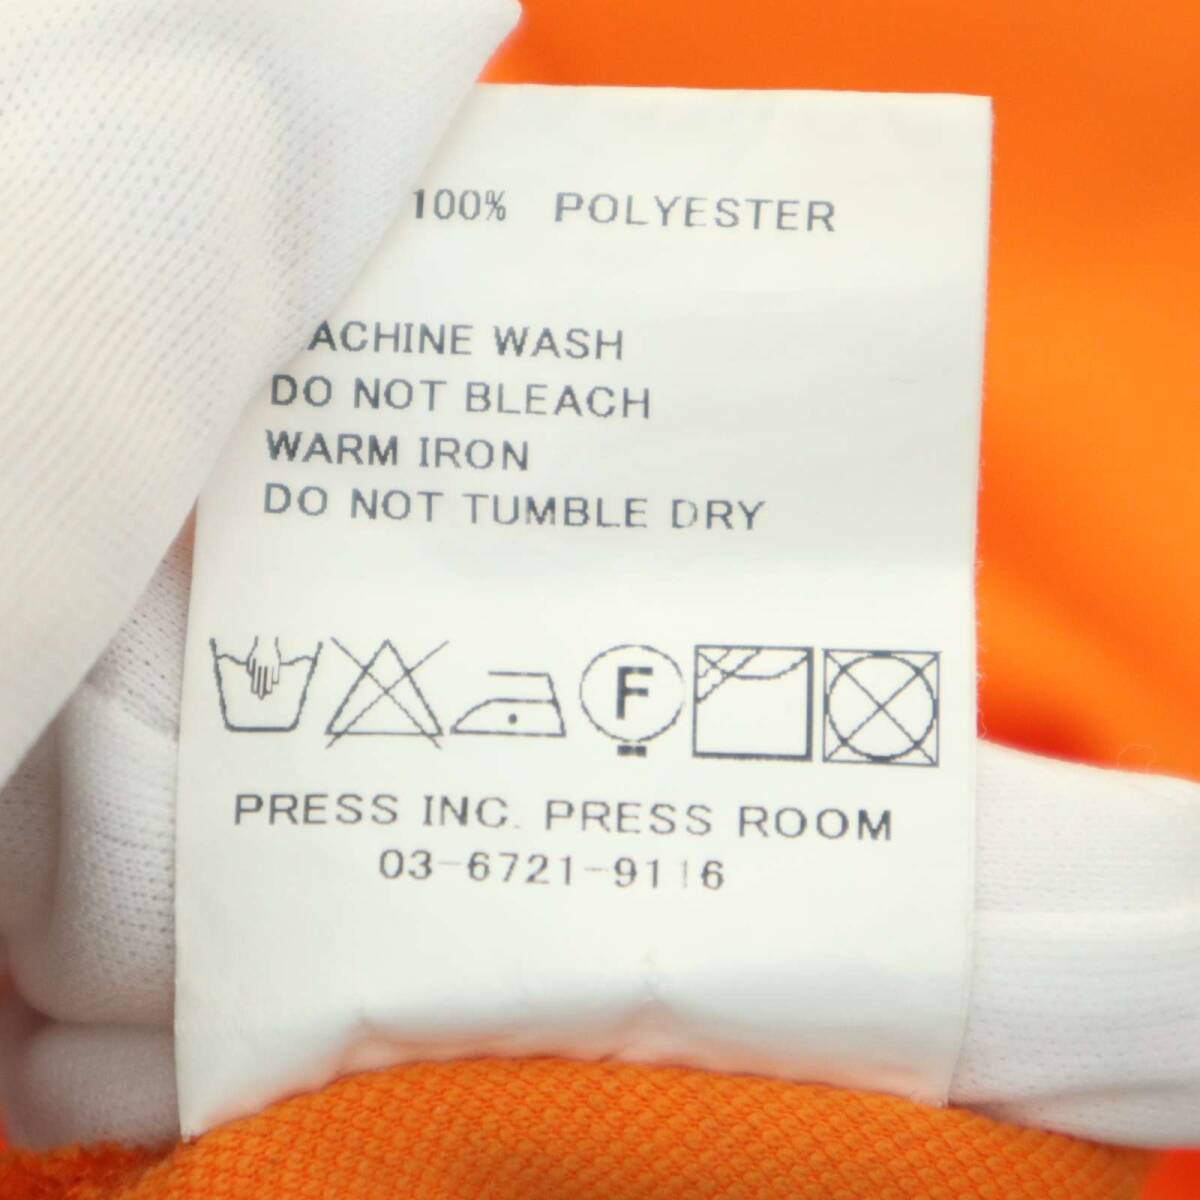 100% POLYESTER
MACHINE WASH
DO NOT BLEACH
WARM IRON
DO NOT TUMBLE DRY
F
PRESS INC. PRESS ROOM
03-6721-9116